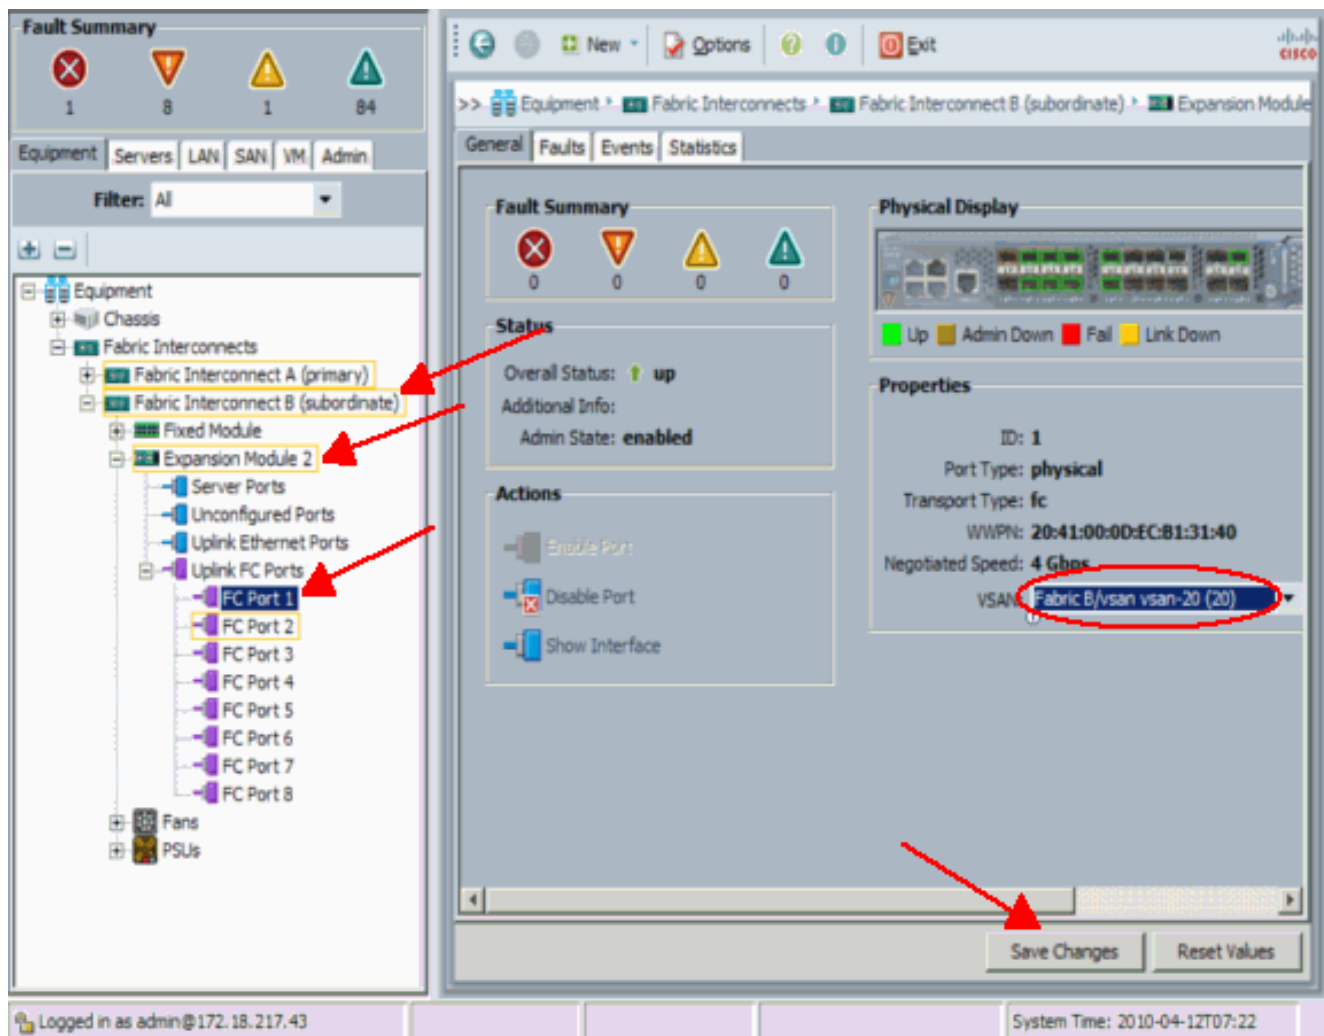 Fault Summary
1 8 1 84
Equipment Servers LAN SAN VM Admin
Filter: All
Equipment
Chassis
Fabric Interconnects
Fabric Interconnect A (primary)
Fabric Interconnect B (subordinate)
Fixed Module
Expansion Module 2
Server Ports
Unconfigured Ports
Uplink Ethernet Ports
Uplink FC Ports
FC Port 1
FC Port 2
FC Port 3
FC Port 4
FC Port 5
FC Port 6
FC Port 7
FC Port 8
Fans
PSUs
New Options Exit
CISCO
>> Equipment Fabric Interconnects Fabric Interconnect B (subordinate) Expansion Module
General Faults Events Statistics
Fault Summary
0 0 0 0
Status
Overall Status: up
Additional Info:
Admin State: enabled
Actions
Enable Port
Disable Port
Show Interface
Physical Display
Up Admin Down Fail Link Down
Properties
ID: 1
Port Type: physical
Transport Type: fc
WWPN: 20:41:00:0D:EC:B1:31:40
Negotiated Speed: 4 Gbps
VSAN: Fabric B/vsan vsan-20 (20)
Save Changes Reset Values
Logged in as admin@172.18.217.43
System Time: 2010-04-12T07:22